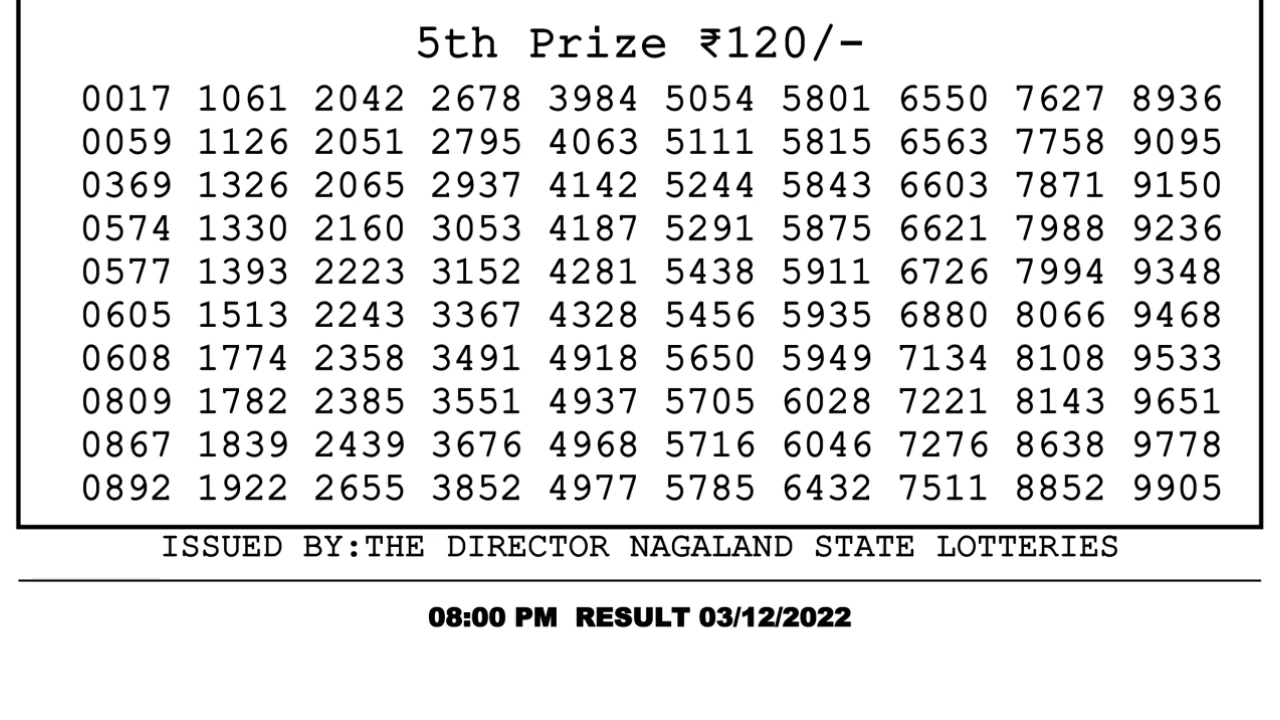 5th Prize ₹120/-
0017 1061 2042 2678 3984 5054 5801 6550 7627 8936
0059 1126 2051 2795 4063 5111 5815 6563 7758 9095
0369 1326 2065 2937 4142 5244 5843 6603 7871 9150
0574 1330 2160 3053 4187 5291 5875 6621 7988 9236
0577 1393 2223 3152 4281 5438 5911 6726 7994 9348
0605 1513 2243 3367 4328 5456 5935 6880 8066 9468
0608 1774 2358 3491 4918 5650 5949 7134 8108 9533
0809 1782 2385 3551 4937 5705 6028 7221 8143 9651
0867 1839 2439 3676 4968 5716 6046 7276 8638 9778
0892 1922 2655 3852 4977 5785 6432 7511 8852 9905
ISSUED BY:THE DIRECTOR NAGALAND STATE LOTTERIES
08:00 PM RESULT 03/12/2022